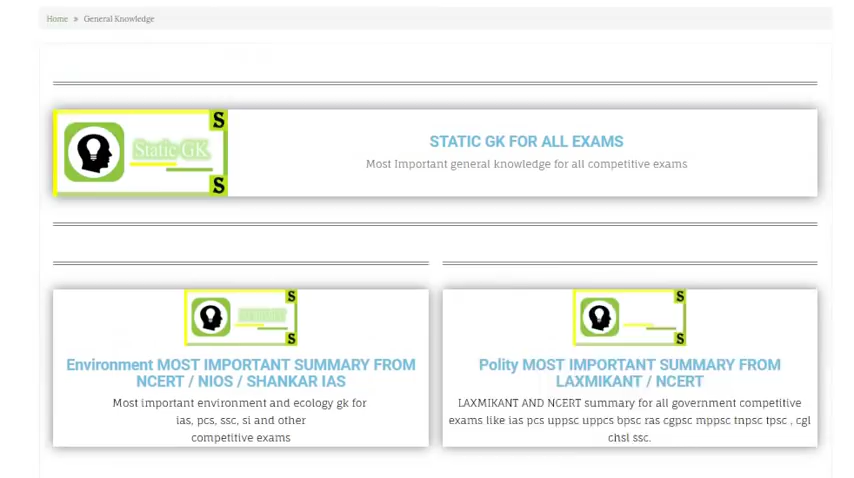 Home » General Knowledge
S
Static GK
S
STATIC GK FOR ALL EXAMS
Most Important general knowledge for all competitive exams
S
S
Environment MOST IMPORTANT SUMMARY FROM
NCERT / NIOS / SHANKAR IAS
Most important environment and ecology gk for
ias, pcs, ssc, si and other
competitive exams
S
S
Polity MOST IMPORTANT SUMMARY FROM
LAXMIKANT / NCERT
LAXMIKANT AND NCERT summary for all government competitive
exams like ias pcs uppsc uppcs bpsc ras cgpsc mppsc tnpsc tpsc , cgl
chsl ssc.